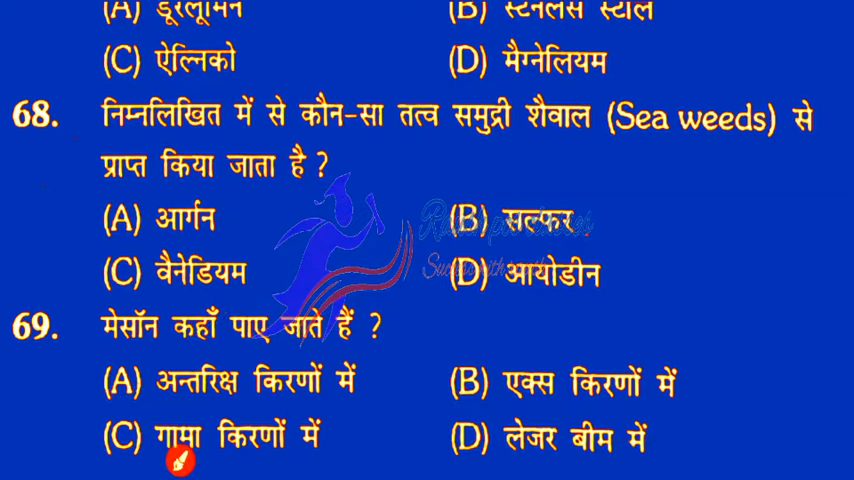 (A) डूरेलूमिन (B) स्टेनलेस स्टील
(C) ऐल्निको (D) मैग्नेलियम
68. निम्नलिखित में से कौन-सा तत्व समुद्री शैवाल (Sea weeds) से
प्राप्त किया जाता है ?
(A) आर्गन (B) सल्फर
(C) वैनेडियम (D) आयोडीन
69. मेसॉन कहाँ पाए जाते हैं ?
(A) अन्तरिक्ष किरणों में (B) एक्स किरणों में
(C) गामा किरणों में (D) लेजर बीम में